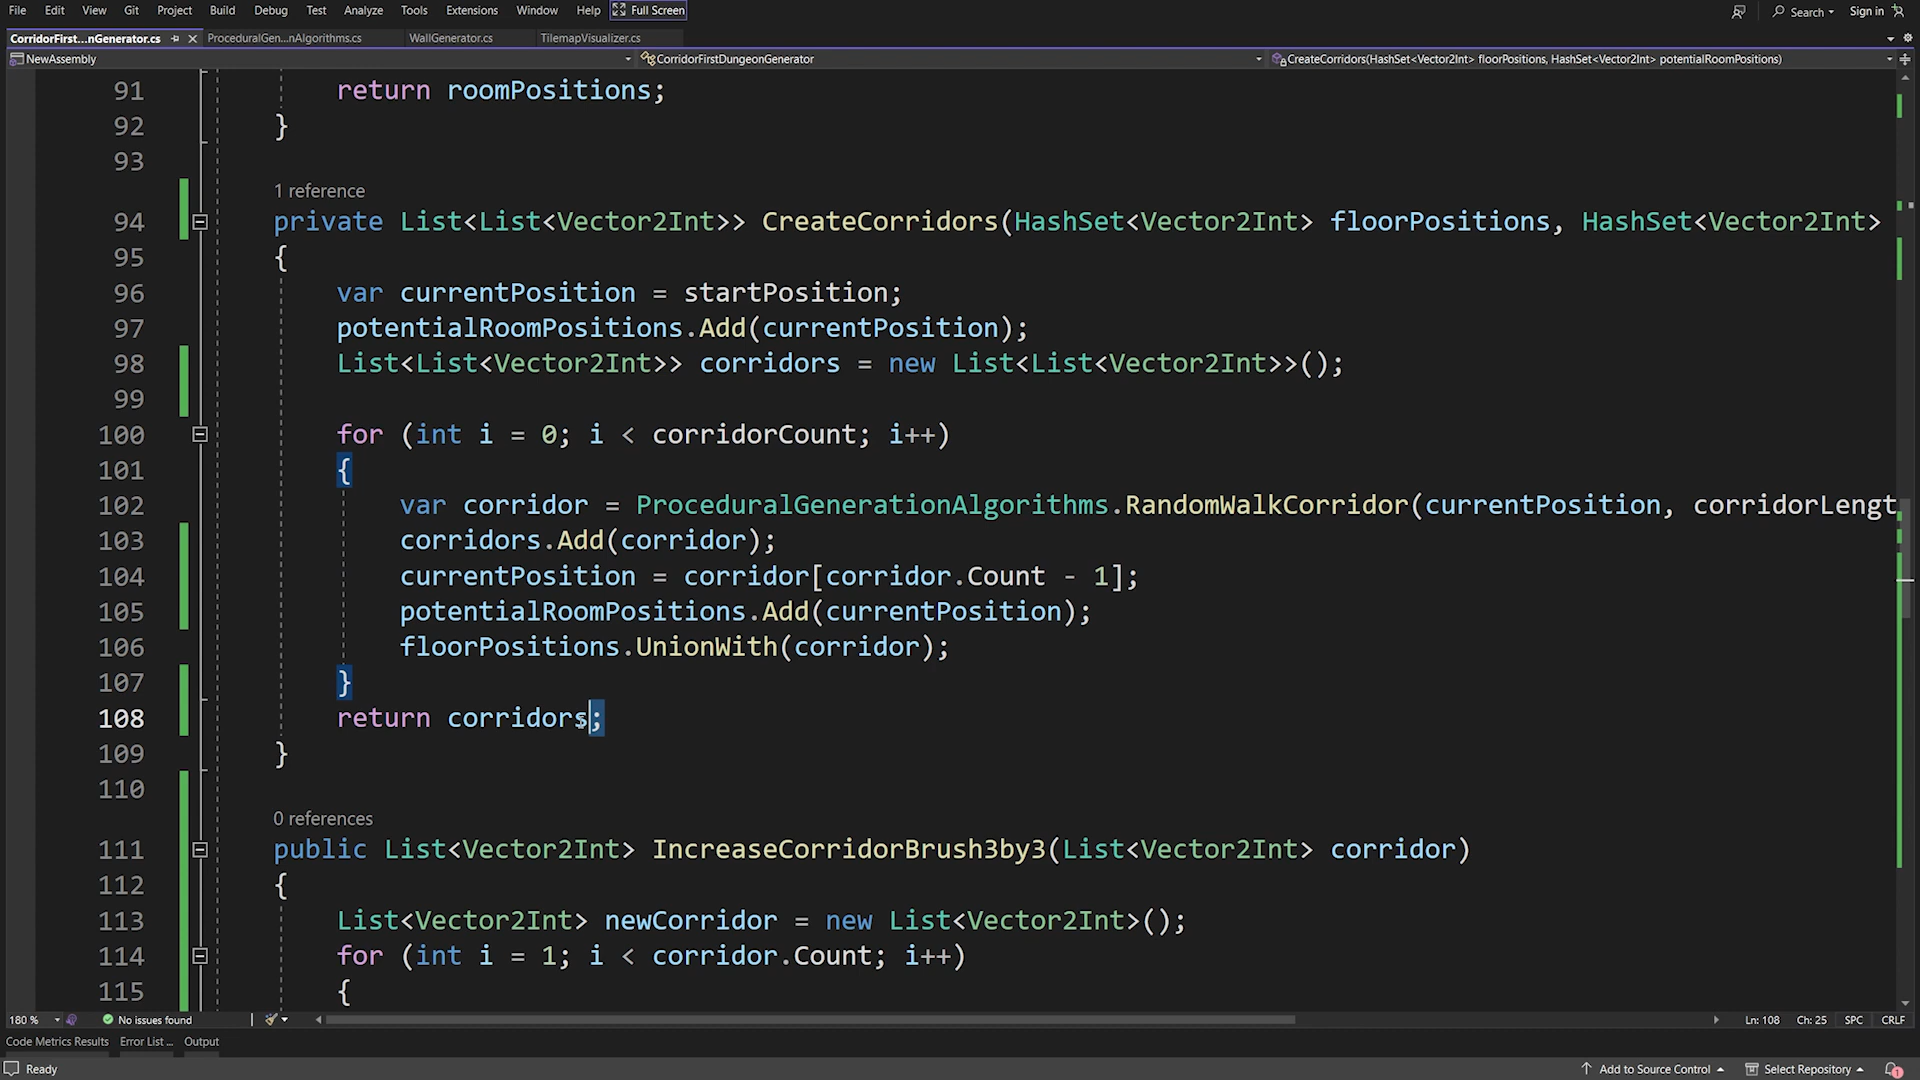 File Edit View Git Project Build Debug Test Analyze Tools Extensions Window Help Full Screen Search Sign in
CorridorFirst...nGenerator.cs ProceduralGen...nAlgorithms.cs WallGenerator.cs TilemapVisualizer.cs
NewAssembly CorridorFirstDungeonGenerator CreateCorridors(HashSet<Vector2Int> floorPositions, HashSet<Vector2Int> potentialRoomPositions)
91 return roomPositions;
92 }
93
1 reference
94 private List<List<Vector2Int>> CreateCorridors(HashSet<Vector2Int> floorPositions, HashSet<Vector2Int>
95 {
96 var currentPosition = startPosition;
97 potentialRoomPositions.Add(currentPosition);
98 List<List<Vector2Int>> corridors = new List<List<Vector2Int>>();
99
100 for (int i = 0; i < corridorCount; i++)
101 {
102 var corridor = ProceduralGenerationAlgorithms.RandomWalkCorridor(currentPosition, corridorLengt
103 corridors.Add(corridor);
104 currentPosition = corridor[corridor.Count - 1];
105 potentialRoomPositions.Add(currentPosition);
106 floorPositions.UnionWith(corridor);
107 }
108 return corridors;
109 }
110
0 references
111 public List<Vector2Int> IncreaseCorridorBrush3by3(List<Vector2Int> corridor)
112 {
113 List<Vector2Int> newCorridor = new List<Vector2Int>();
114 for (int i = 1; i < corridor.Count; i++)
115 {
180 % No issues found Ln: 108 Ch: 25 SPC CRLF
Code Metrics Results Error List ... Output
Ready Add to Source Control Select Repository 1